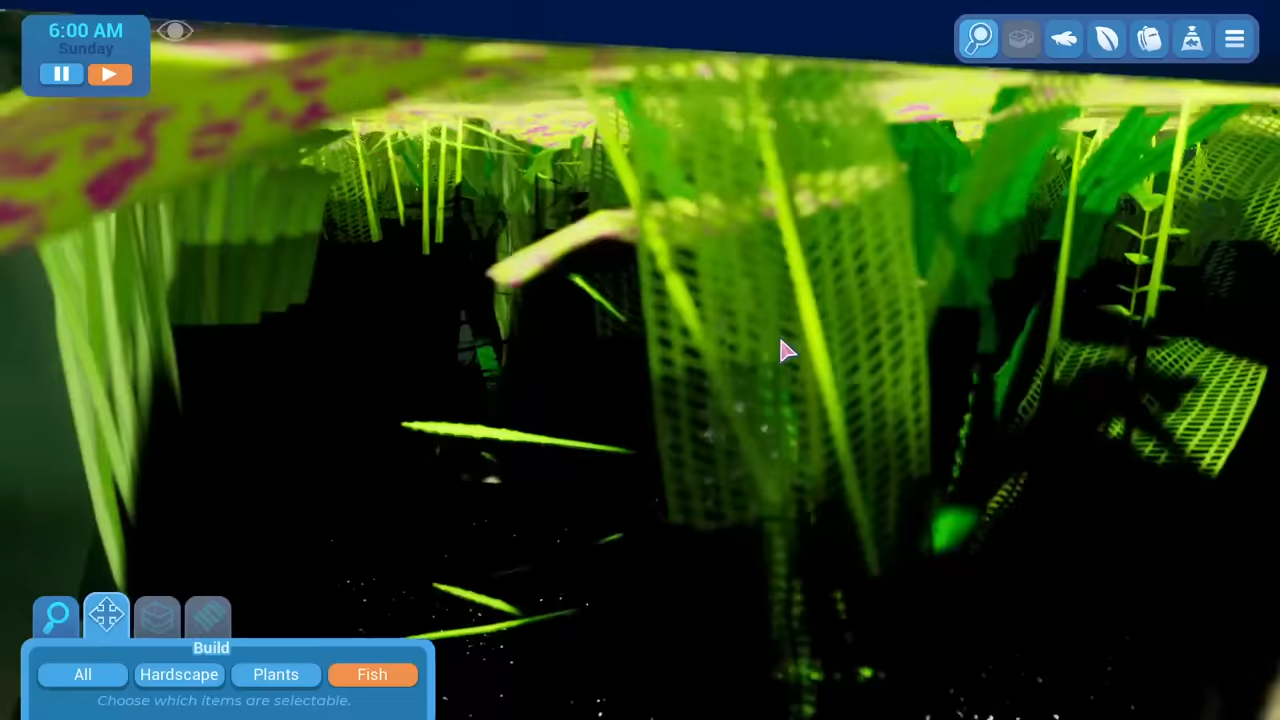 6:00 AM
Sunday
Build
All
Hardscape
Plants
Fish
Choose which items are selectable.